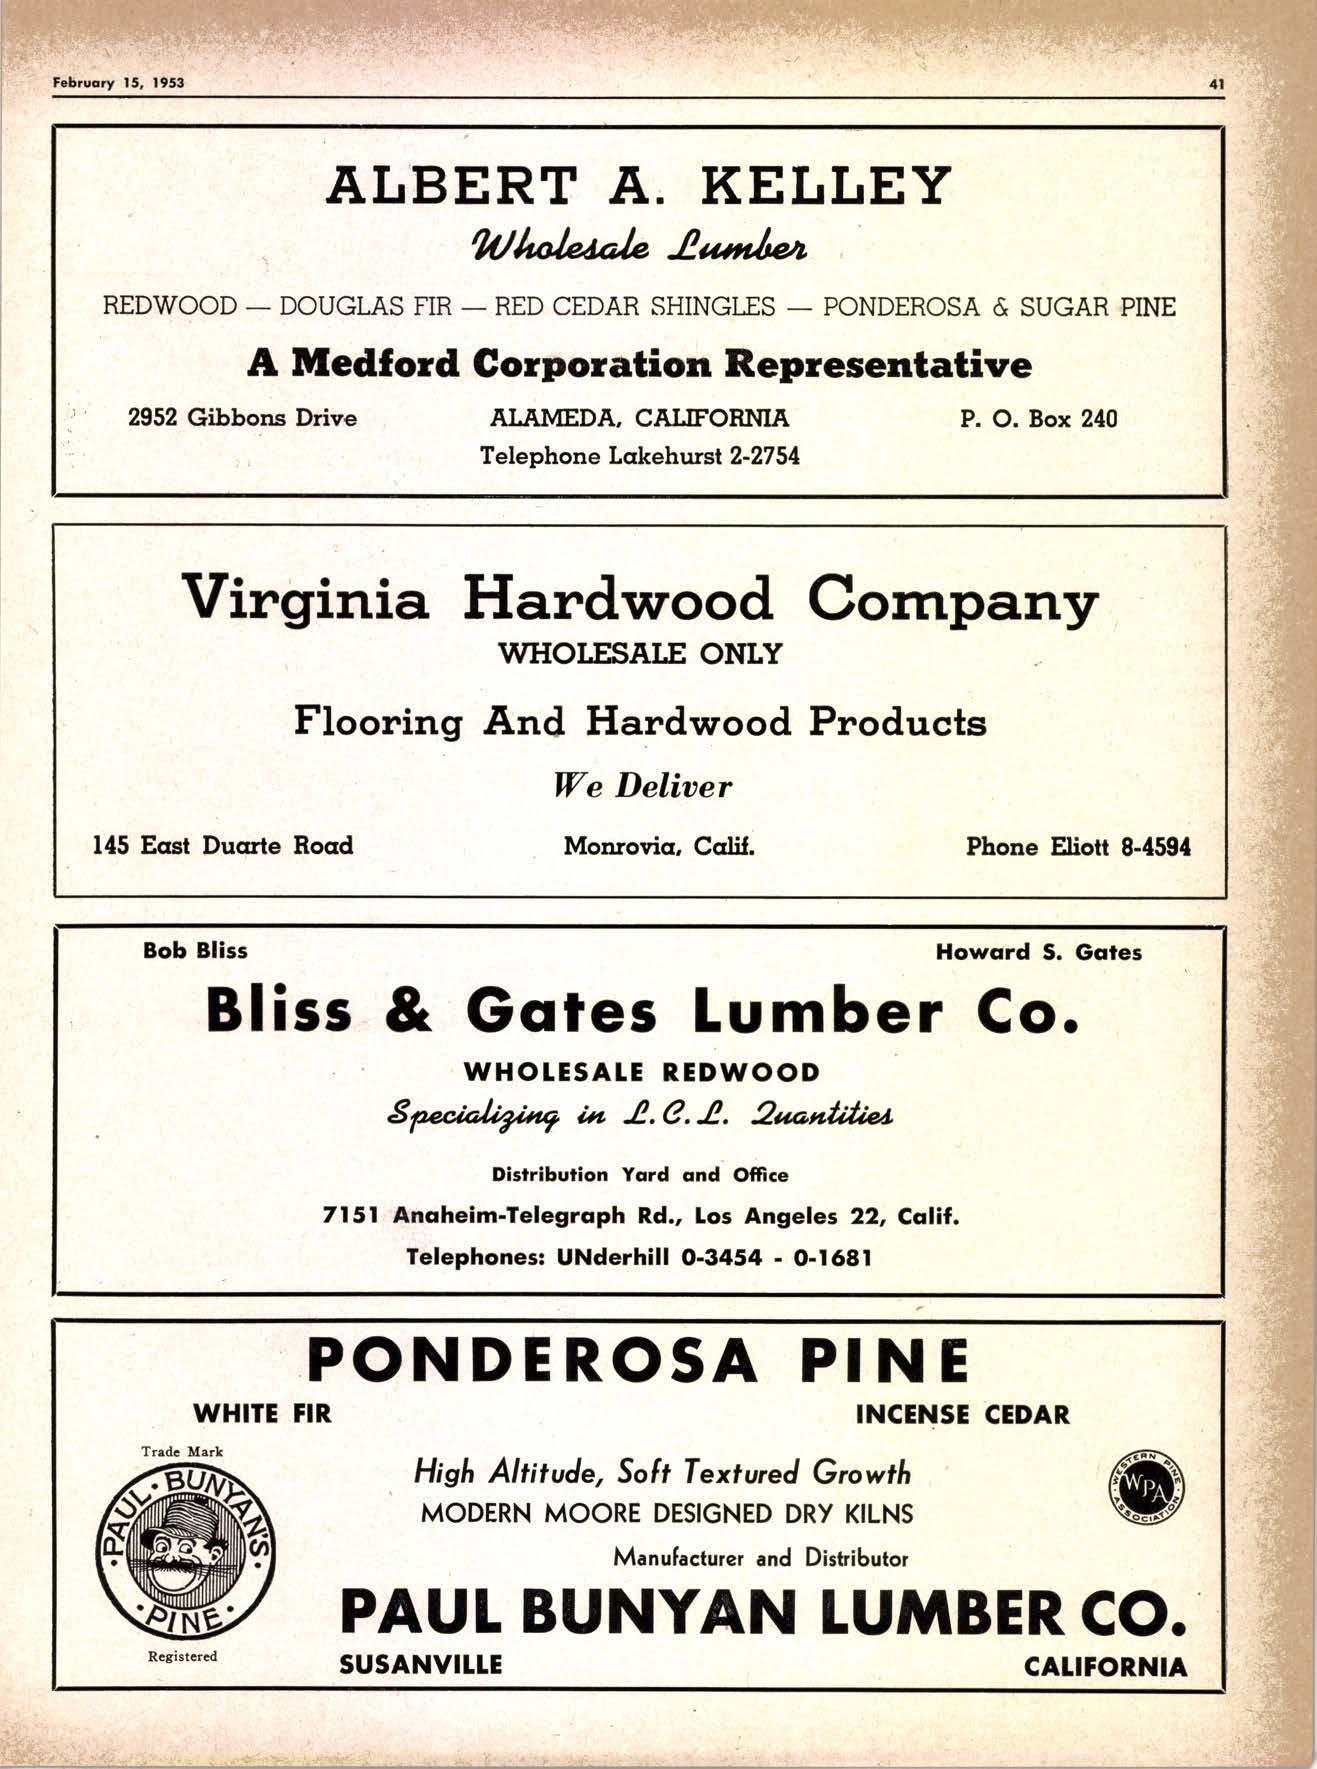 February 15, 1953 41
ALBERT A. KELLEY
Wholesale Lumber
REDWOOD — DOUGLAS FIR — RED CEDAR SHINGLES — PONDEROSA & SUGAR PINE
A Medford Corporation Representative
2952 Gibbons Drive ALAMEDA, CALIFORNIA P. O. Box 240
Telephone Lakehurst 2-2754
Virginia Hardwood Company
WHOLESALE ONLY
Flooring And Hardwood Products
We Deliver
145 East Duarte Road Monrovia, Calif. Phone Eliott 8-4594
Bob Bliss Howard S. Gates
Bliss & Gates Lumber Co.
WHOLESALE REDWOOD
Specializing in L. C. L. Quantities
Distribution Yard and Office
7151 Anaheim-Telegraph Rd., Los Angeles 22, Calif.
Telephones: UNderhill 0-3454 - 0-1681
PONDEROSA PINE
WHITE FIR INCENSE CEDAR
Trade Mark
PAUL • BUNYAN'S
• PINE •
Registered
High Altitude, Soft Textured Growth
MODERN MOORE DESIGNED DRY KILNS
WESTERN PINE
WPA
ASSOCIATION
Manufacturer and Distributor
PAUL BUNYAN LUMBER CO.
SUSANVILLE CALIFORNIA